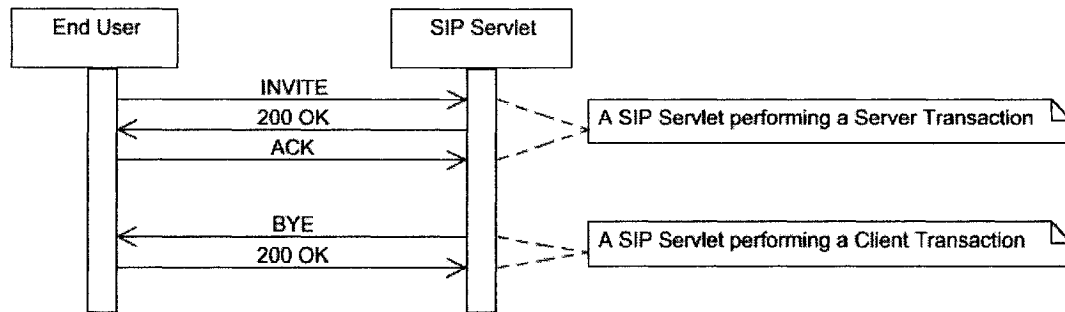 End User
SIP Servlet
INVITE
200 OK
ACK
A SIP Servlet performing a Server Transaction
BYE
200 OK
A SIP Servlet performing a Client Transaction